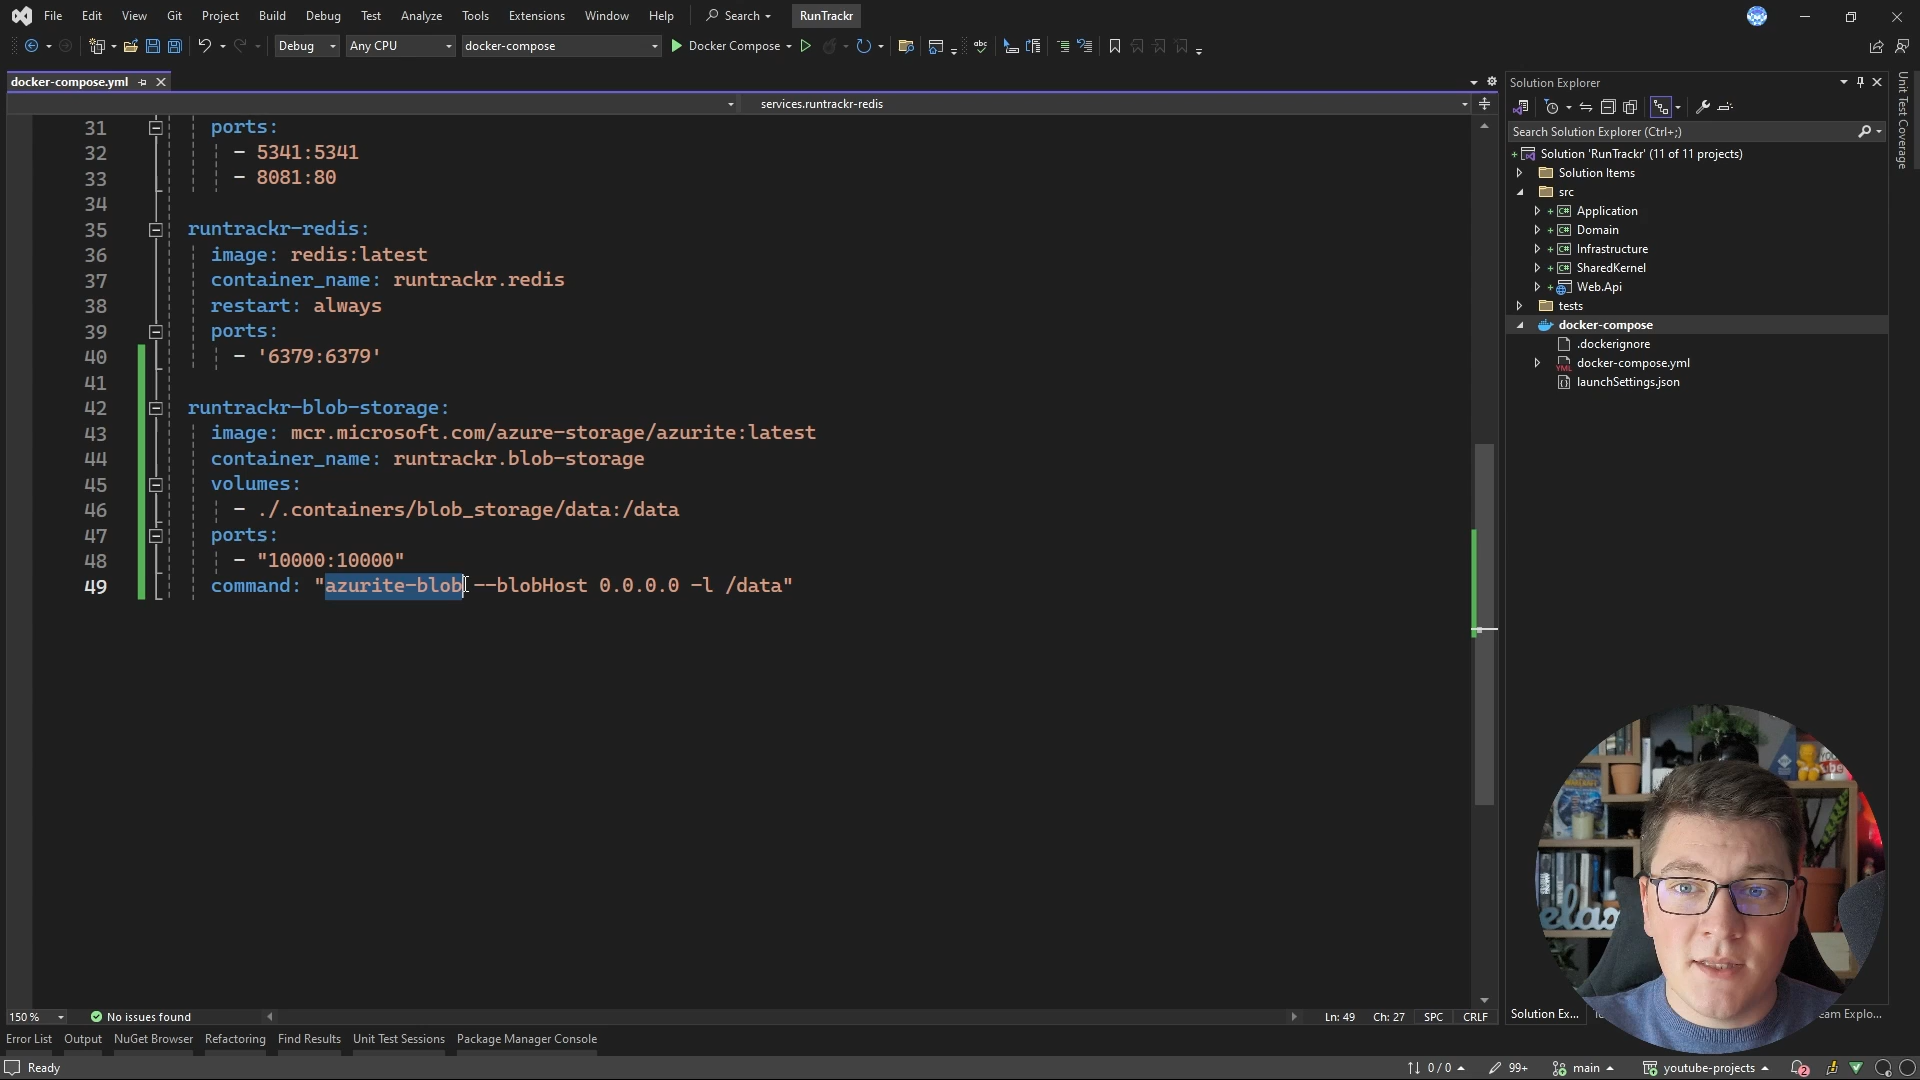 File Edit View Git Project Build Debug Test Analyze Tools Extensions Window Help Search RunTrackr
Debug Any CPU docker-compose Docker Compose
docker-compose.yml
services.runtrackr-redis
31 ports:
32 - 5341:5341
33 - 8081:80
34
35 runtrackr-redis:
36 image: redis:latest
37 container_name: runtrackr.redis
38 restart: always
39 ports:
40 - '6379:6379'
41
42 runtrackr-blob-storage:
43 image: mcr.microsoft.com/azure-storage/azurite:latest
44 container_name: runtrackr.blob-storage
45 volumes:
46 - ./.containers/blob_storage/data:/data
47 ports:
48 - "10000:10000"
49 command: "azurite-blob --blobHost 0.0.0.0 -l /data"
Solution Explorer
Search Solution Explorer (Ctrl+;)
Solution 'RunTrackr' (11 of 11 projects)
Solution Items
src
Application
Domain
Infrastructure
SharedKernel
Web.Api
tests
docker-compose
.dockerignore
docker-compose.yml
launchSettings.json
Unit Test Coverage
150 % No issues found Ln: 49 Ch: 27 SPC CRLF
Solution Ex... eam Explo...
Error List Output NuGet Browser Refactoring Find Results Unit Test Sessions Package Manager Console
Ready 0 / 0 99+ main youtube-projects 2